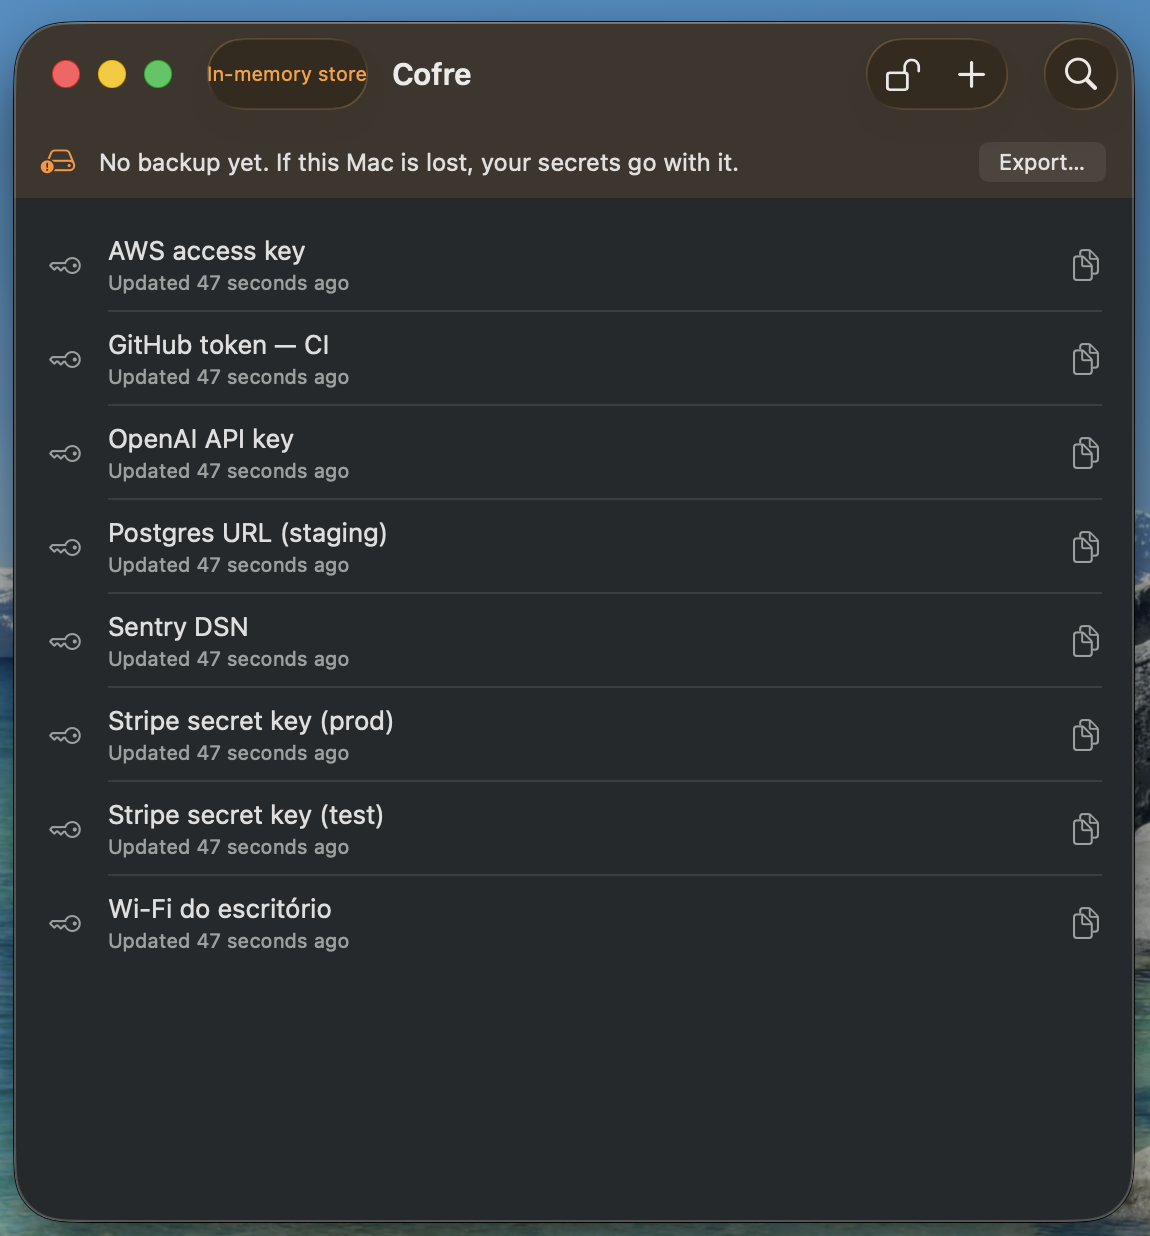 In-memory store
Cofre
No backup yet. If this Mac is lost, your secrets go with it.
Export...
AWS access key
Updated 47 seconds ago
GitHub token — CI
Updated 47 seconds ago
OpenAI API key
Updated 47 seconds ago
Postgres URL (staging)
Updated 47 seconds ago
Sentry DSN
Updated 47 seconds ago
Stripe secret key (prod)
Updated 47 seconds ago
Stripe secret key (test)
Updated 47 seconds ago
Wi-Fi do escritório
Updated 47 seconds ago